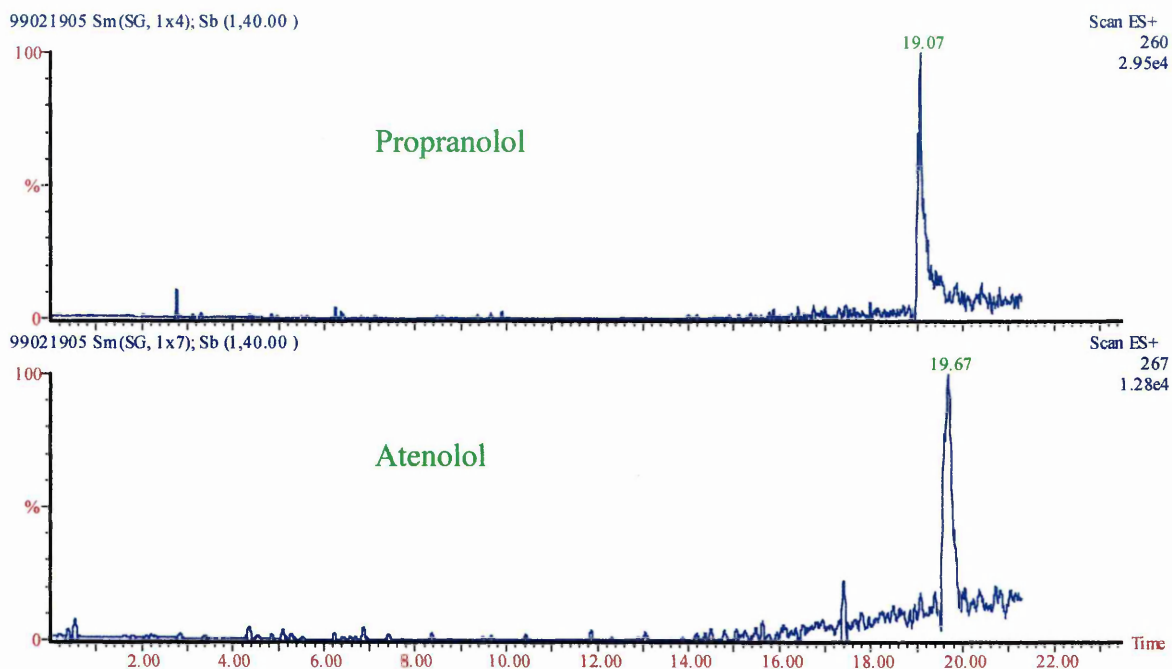 99021905 Sm (SG, 1x4); Sb (1,40.00 )
Scan ES+
260
2.95e4
100
19.07
Propranolol
%
0
99021905 Sm (SG, 1x7); Sb (1,40.00 )
Scan ES+
267
1.28e4
100
19.67
Atenolol
%
0
2.00 4.00 6.00 8.00 10.00 12.00 14.00 16.00 18.00 20.00 22.00 Time